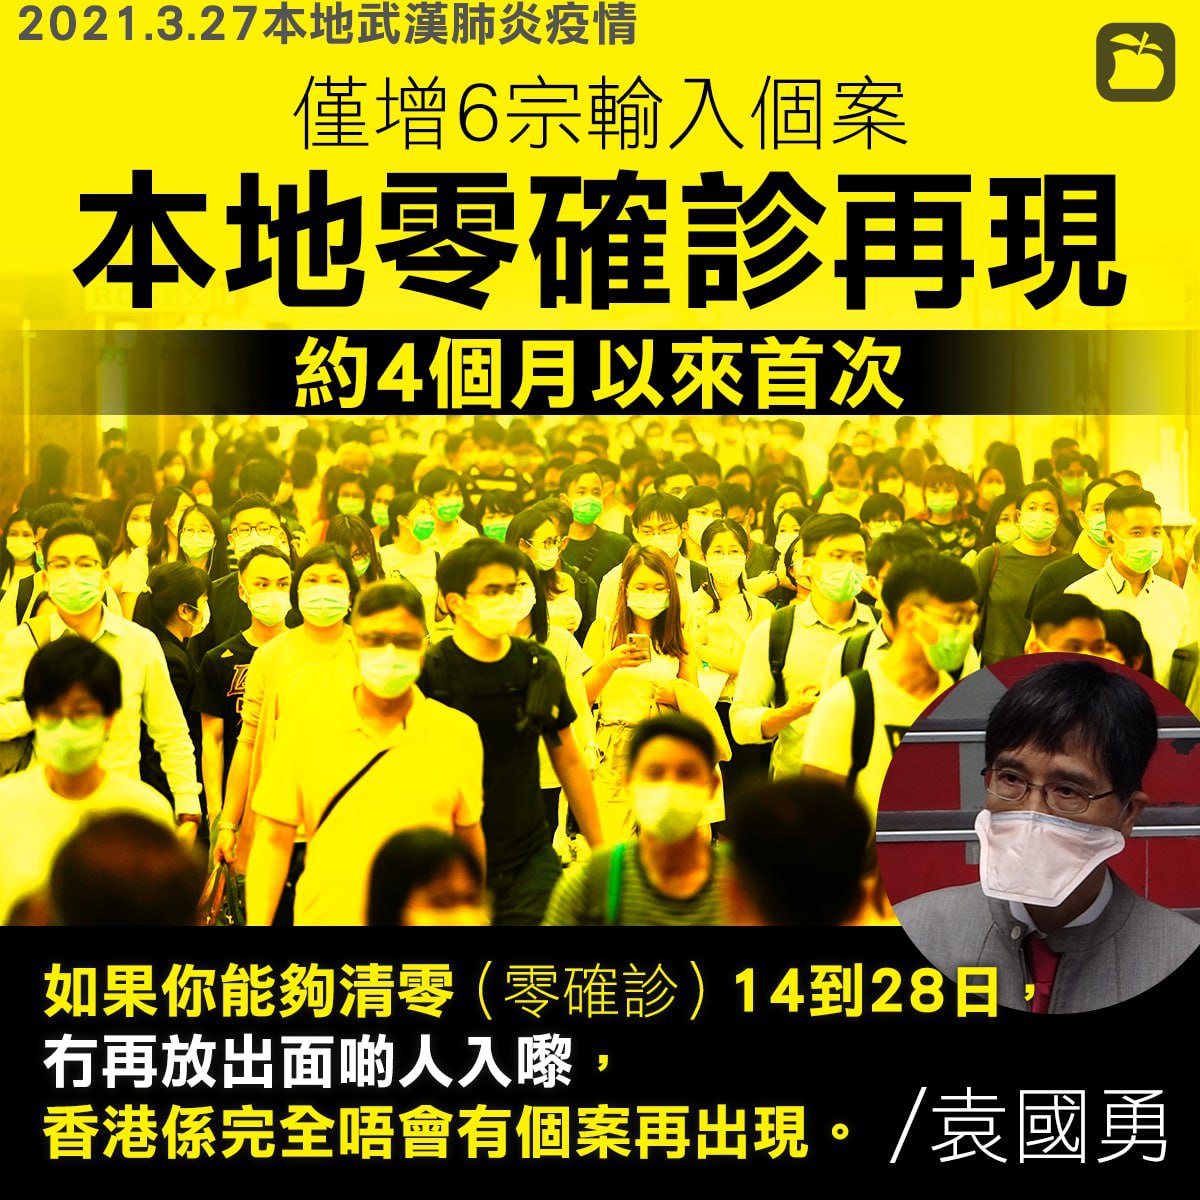 2021.3.27本地武漢肺炎疫情
僅增6宗輸入個案
本地零確診再現
約4個月以來首次
如果你能夠清零（零確診）14到28日，
冇再放出面啲人入嚟，
香港係完全唔會有個案再出現。
/袁國勇